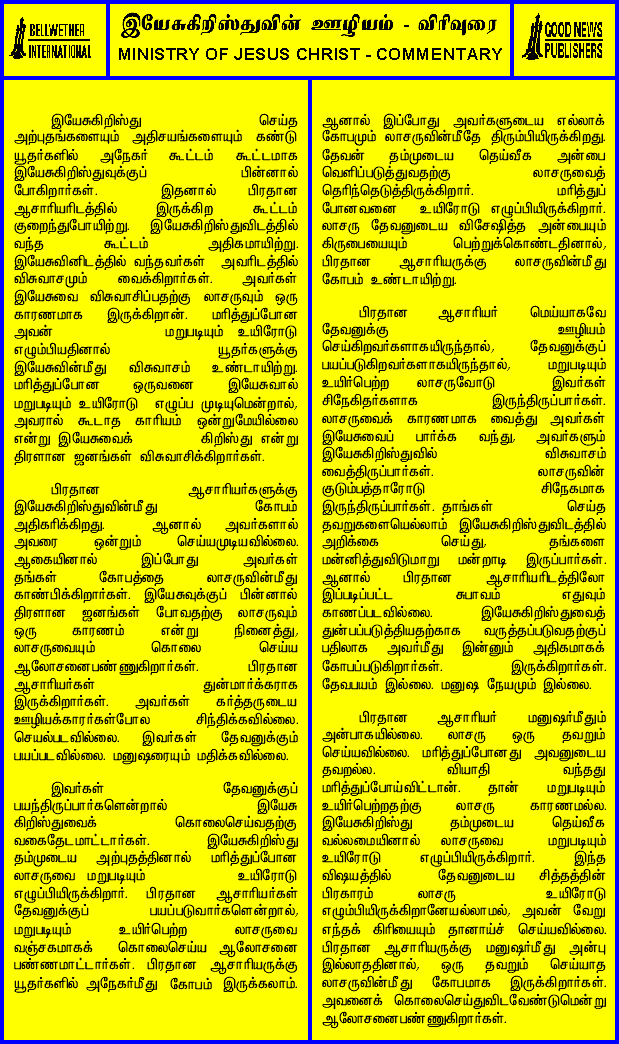 BELLWETHER
INTERNATIONAL
இயேசுகிறிஸ்துவின் ஊழியம் - விரிவுரை
MINISTRY OF JESUS CHRIST - COMMENTARY
GOOD NEWS
PUBLISHERS
இயேசுகிறிஸ்து செய்த
அற்புதங்களையும் அதிசயங்களையும் கண்டு
யூதர்களில் அநேகர் கூட்டம் கூட்டமாக
இயேசுகிறிஸ்துவுக்குப் பின்னால்
போகிறார்கள். இதனால் பிரதான
ஆசாரியரிடத்தில் இருக்கிற கூட்டம்
குறைந்துபோயிற்று. இயேசுகிறிஸ்துவிடத்தில்
வந்த கூட்டம் அதிகமாயிற்று.
இயேசுவினிடத்தில் வந்தவர்கள் அவரிடத்தில்
விசுவாசமும் வைக்கிறார்கள். அவர்கள்
இயேசுவை விசுவாசிப்பதற்கு லாசருவும் ஒரு
காரணமாக இருக்கிறான். மரித்துப்போன
அவன் மறுபடியும் உயிரோடு
எழும்பியதினால் யூதர்களுக்கு
இயேசுவின்மீது விசுவாசம் உண்டாயிற்று.
மரித்துப்போன ஒருவனை இயேசுவால்
மறுபடியும் உயிரோடு எழுப்ப முடியுமென்றால்,
அவரால் கூடாத காரியம் ஒன்றுமேயில்லை
என்று இயேசுவைக் கிறிஸ்து என்று
திரளான ஜனங்கள் விசுவாசிக்கிறார்கள்.
பிரதான ஆசாரியர்களுக்கு
இயேசுகிறிஸ்துவின்மீது கோபம்
அதிகரிக்கிறது. ஆனால் அவர்களால்
அவரை ஒன்றும் செய்யமுடியவில்லை.
ஆகையினால் இப்போது அவர்கள்
தங்கள் கோபத்தை லாசருவின்மீது
காண்பிக்கிறார்கள். இயேசுவுக்குப் பின்னால்
திரளான ஜனங்கள் போவதற்கு லாசருவும்
ஒரு காரணம் என்று நினைத்து,
லாசருவையும் கொலை செய்ய
ஆலோசனைபண்ணுகிறார்கள். பிரதான
ஆசாரியர்கள் துன்மார்க்கராக
இருக்கிறார்கள். அவர்கள் கர்த்தருடைய
ஊழியக்காரர்கள்போல சிந்திக்கவில்லை.
செயல்படவில்லை. இவர்கள் தேவனுக்கும்
பயப்படவில்லை. மனுஷரையும் மதிக்கவில்லை.
இவர்கள் தேவனுக்குப்
பயந்திருப்பார்களென்றால் இயேசு
கிறிஸ்துவைக் கொலைசெய்வதற்கு
வகைதேடமாட்டார்கள். இயேசுகிறிஸ்து
தம்முடைய அற்புதத்தினால் மரித்துப்போன
லாசருவை மறுபடியும் உயிரோடு
எழுப்பியிருக்கிறார். பிரதான ஆசாரியர்கள்
தேவனுக்குப் பயப்படுவார்களென்றால்,
மறுபடியும் உயிர்பெற்ற லாசருவை
வஞ்சகமாகக் கொலைசெய்ய ஆலோசனை
பண்ணமாட்டார்கள். பிரதான ஆசாரியருக்கு
யூதர்களில் அநேகர்மீது கோபம் இருக்கலாம்.
ஆனால் இப்போது அவர்களுடைய எல்லாக்
கோபமும் லாசருவின்மீதே திரும்பியிருக்கிறது.
தேவன் தம்முடைய தெய்வீக அன்பை
வெளிப்படுத்துவதற்கு லாசருவைத்
தெரிந்தெடுத்திருக்கிறார். மரித்துப்
போனவனை உயிரோடு எழுப்பியிருக்கிறார்.
லாசரு தேவனுடைய விசேஷித்த அன்பையும்
கிருபையையும் பெற்றுக்கொண்டதினால்,
பிரதான ஆசாரியருக்கு லாசருவின்மீது
கோபம் உண்டாயிற்று.
பிரதான ஆசாரியர் மெய்யாகவே
தேவனுக்கு ஊழியம்
செய்கிறவர்களாகயிருந்தால், தேவனுக்குப்
பயப்படுகிறவர்களாகயிருந்தால், மறுபடியும்
உயிர்பெற்ற லாசருவோடு இவர்கள்
சிநேகிதர்களாக இருந்திருப்பார்கள்.
லாசருவைக் காரணமாக வைத்து அவர்கள்
இயேசுவைப் பார்க்க வந்து, அவர்களும்
இயேசுகிறிஸ்துவில் விசுவாசம்
வைத்திருப்பார்கள். லாசருவின்
குடும்பத்தாரோடு சிநேகமாக
இருந்திருப்பார்கள். தாங்கள் செய்த
தவறுகளையெல்லாம் இயேசுகிறிஸ்துவிடத்தில்
அறிக்கை செய்து, தங்களை
மன்னித்துவிடுமாறு மன்றாடி இருப்பார்கள்.
ஆனால் பிரதான ஆசாரியரிடத்திலோ
இப்படிப்பட்ட சுபாவம் எதுவும்
காணப்படவில்லை. இயேசுகிறிஸ்துவைத்
துன்பப்படுத்தியதற்காக வருத்தப்படுவதற்குப்
பதிலாக அவர்மீது இன்னும் அதிகமாகக்
கோபப்படுகிறார்கள். இருக்கிறார்கள்.
தேவபயம் இல்லை. மனுஷ நேயமும் இல்லை.
பிரதான ஆசாரியர் மனுஷர்மீதும்
அன்பாகயில்லை. லாசரு ஒரு தவறும்
செய்யவில்லை. மரித்துப்போனது அவனுடைய
தவறல்ல. வியாதி வந்தது
மரித்துப்போய்விட்டான். தான் மறுபடியும்
உயிர்பெற்றதற்கு லாசரு காரணமல்ல.
இயேசுகிறிஸ்து தம்முடைய தெய்வீக
வல்லமையினால் லாசருவை மறுபடியும்
உயிரோடு எழுப்பியிருக்கிறார். இந்த
விஷயத்தில் தேவனுடைய சித்தத்தின்
பிரகாரம் லாசரு உயிரோடு
எழும்பியிருக்கிறானேயல்லாமல், அவன் வேறு
எந்தக் கிரியையும் தானாய்ச் செய்யவில்லை.
பிரதான ஆசாரியருக்கு மனுஷர்மீது அன்பு
இல்லாததினால், ஒரு தவறும் செய்யாத
லாசருவின்மீது கோபமாக இருக்கிறார்கள்.
அவனைக் கொலைசெய்துவிடவேண்டுமென்று
ஆலோசனைபண்ணுகிறார்கள்.